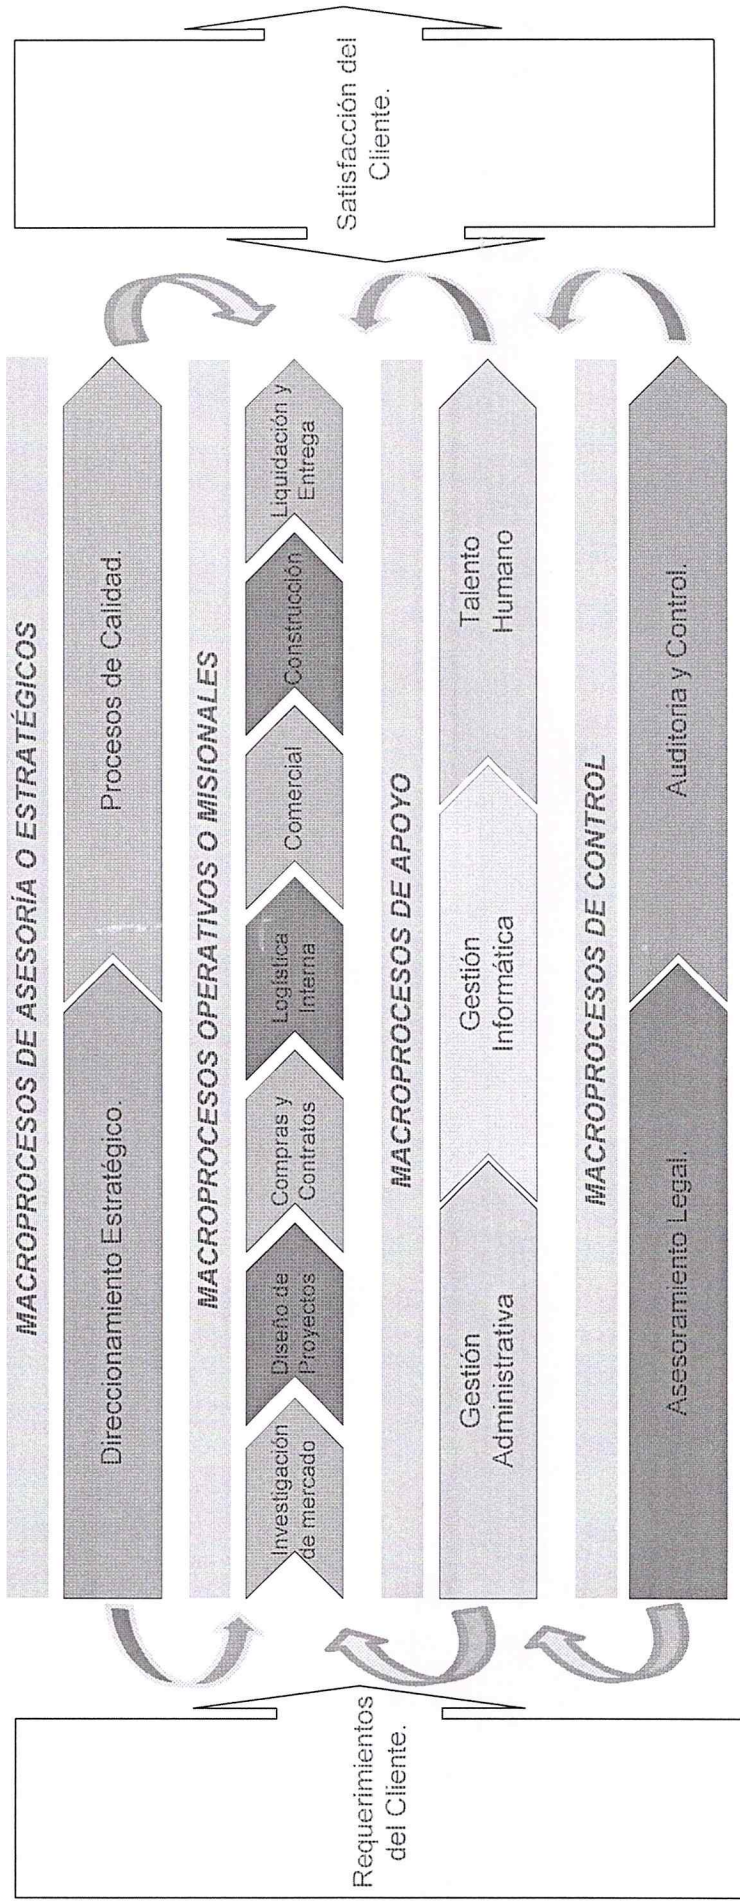 Requerimientos
del Cliente.
MACROPROCESOS DE ASESORÍA O ESTRATÉGICOS
Direccionamiento Estratégico.
Procesos de Calidad.
MACROPROCESOS OPERATIVOS O MISIONALES
Investigación
de mercado
Diseño de
Proyectos
Compras y
Contratos
Logística
Interna
Comercial
Construcción
Liquidación y
Entrega
MACROPROCESOS DE APOYO
Gestión
Administrativa
Gestión
Informática
Talento
Humano
MACROPROCESOS DE CONTROL
Asesoramiento Legal.
Auditoria y Control.
Satisfacción del
Cliente.